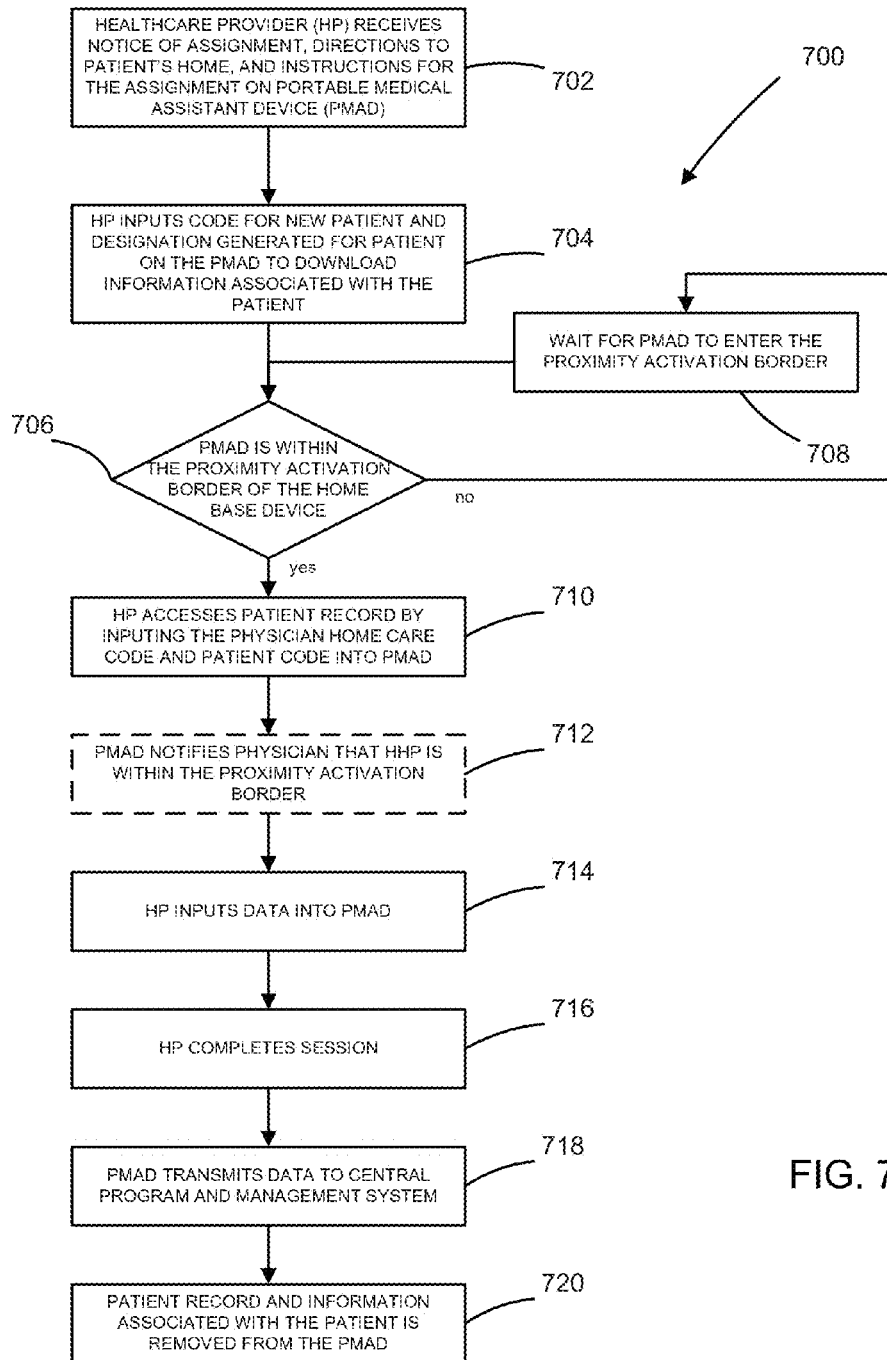 HEALTHCARE PROVIDER (HP) RECEIVES
NOTICE OF ASSIGNMENT, DIRECTIONS TO
PATIENT'S HOME, AND INSTRUCTIONS FOR
THE ASSIGNMENT ON PORTABLE MEDICAL
ASSISTANT DEVICE (PMAD)
702
700
HP INPUTS CODE FOR NEW PATIENT AND
DESIGNATION GENERATED FOR PATIENT
ON THE PMAD TO DOWNLOAD
INFORMATION ASSOCIATED WITH THE
PATIENT
704
WAIT FOR PMAD TO ENTER THE
PROXIMITY ACTIVATION BORDER
708
706
PMAD IS WITHIN
THE PROXIMITY ACTIVATION
BORDER OF THE HOME
BASE DEVICE
no
yes
HP ACCESSES PATIENT RECORD BY
INPUTING THE PHYSICIAN HOME CARE
CODE AND PATIENT CODE INTO PMAD
710
PMAD NOTIFIES PHYSICIAN THAT HHP IS
WITHIN THE PROXIMITY ACTIVATION
BORDER
712
HP INPUTS DATA INTO PMAD
714
HP COMPLETES SESSION
716
PMAD TRANSMITS DATA TO CENTRAL
PROGRAM AND MANAGEMENT SYSTEM
718
FIG. 7
PATIENT RECORD AND INFORMATION
ASSOCIATED WITH THE PATIENT IS
REMOVED FROM THE PMAD
720